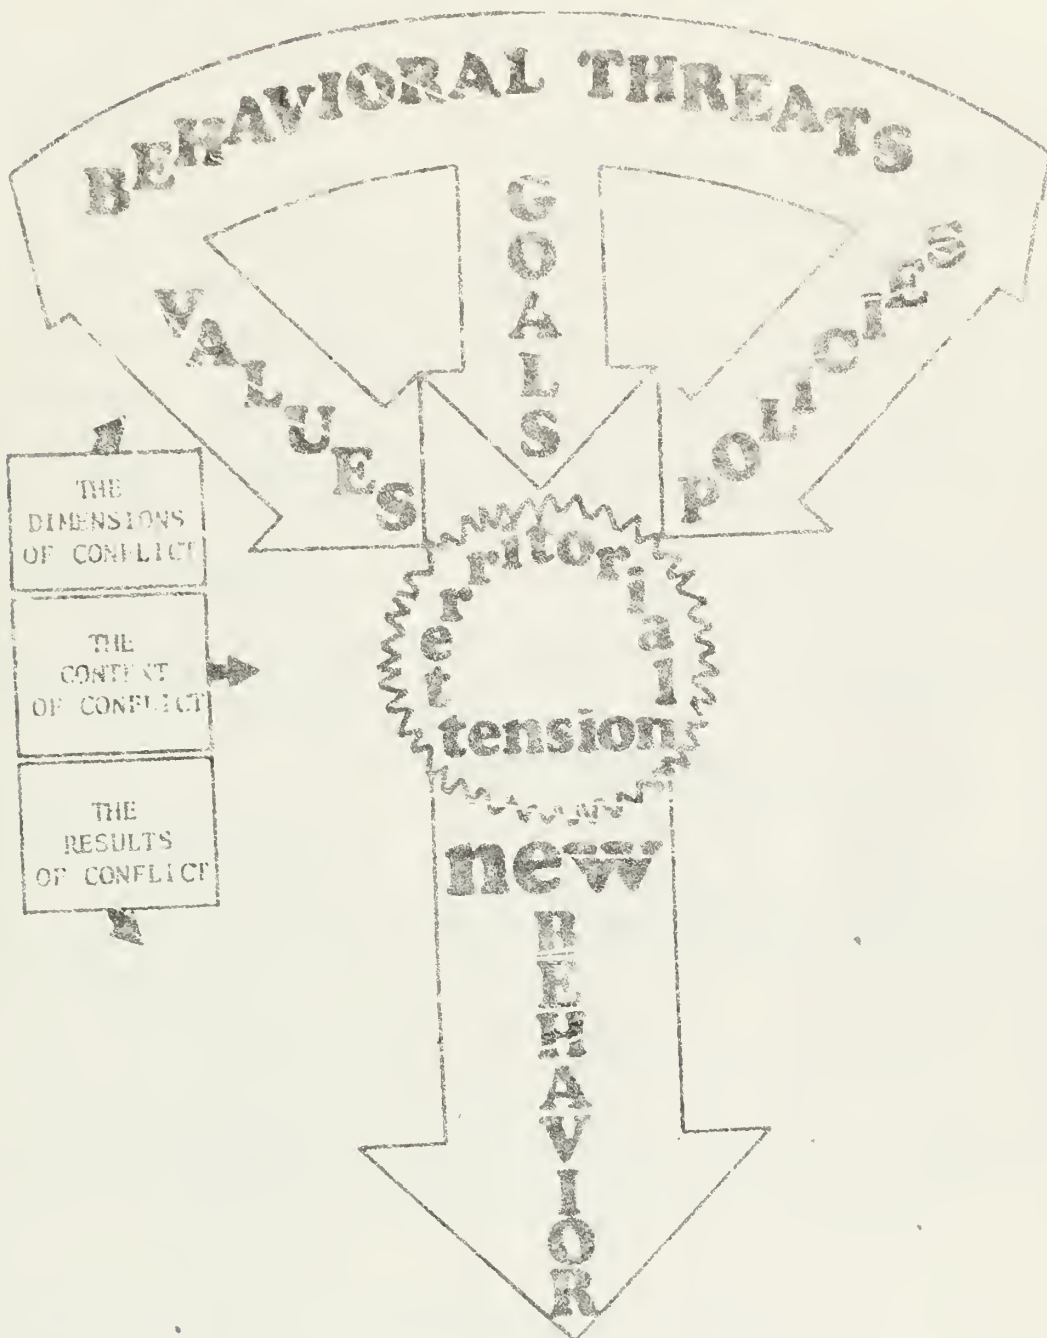 BEHAVIORAL THREATS
GOALS
VALUES
POLICIES
THE
DIMENSIONS
OF CONFLICT
THE
CONTEXT
OF CONFLICT
THE
RESULTS
OF CONFLICT
territorial
tension
new
BEHAVIOR